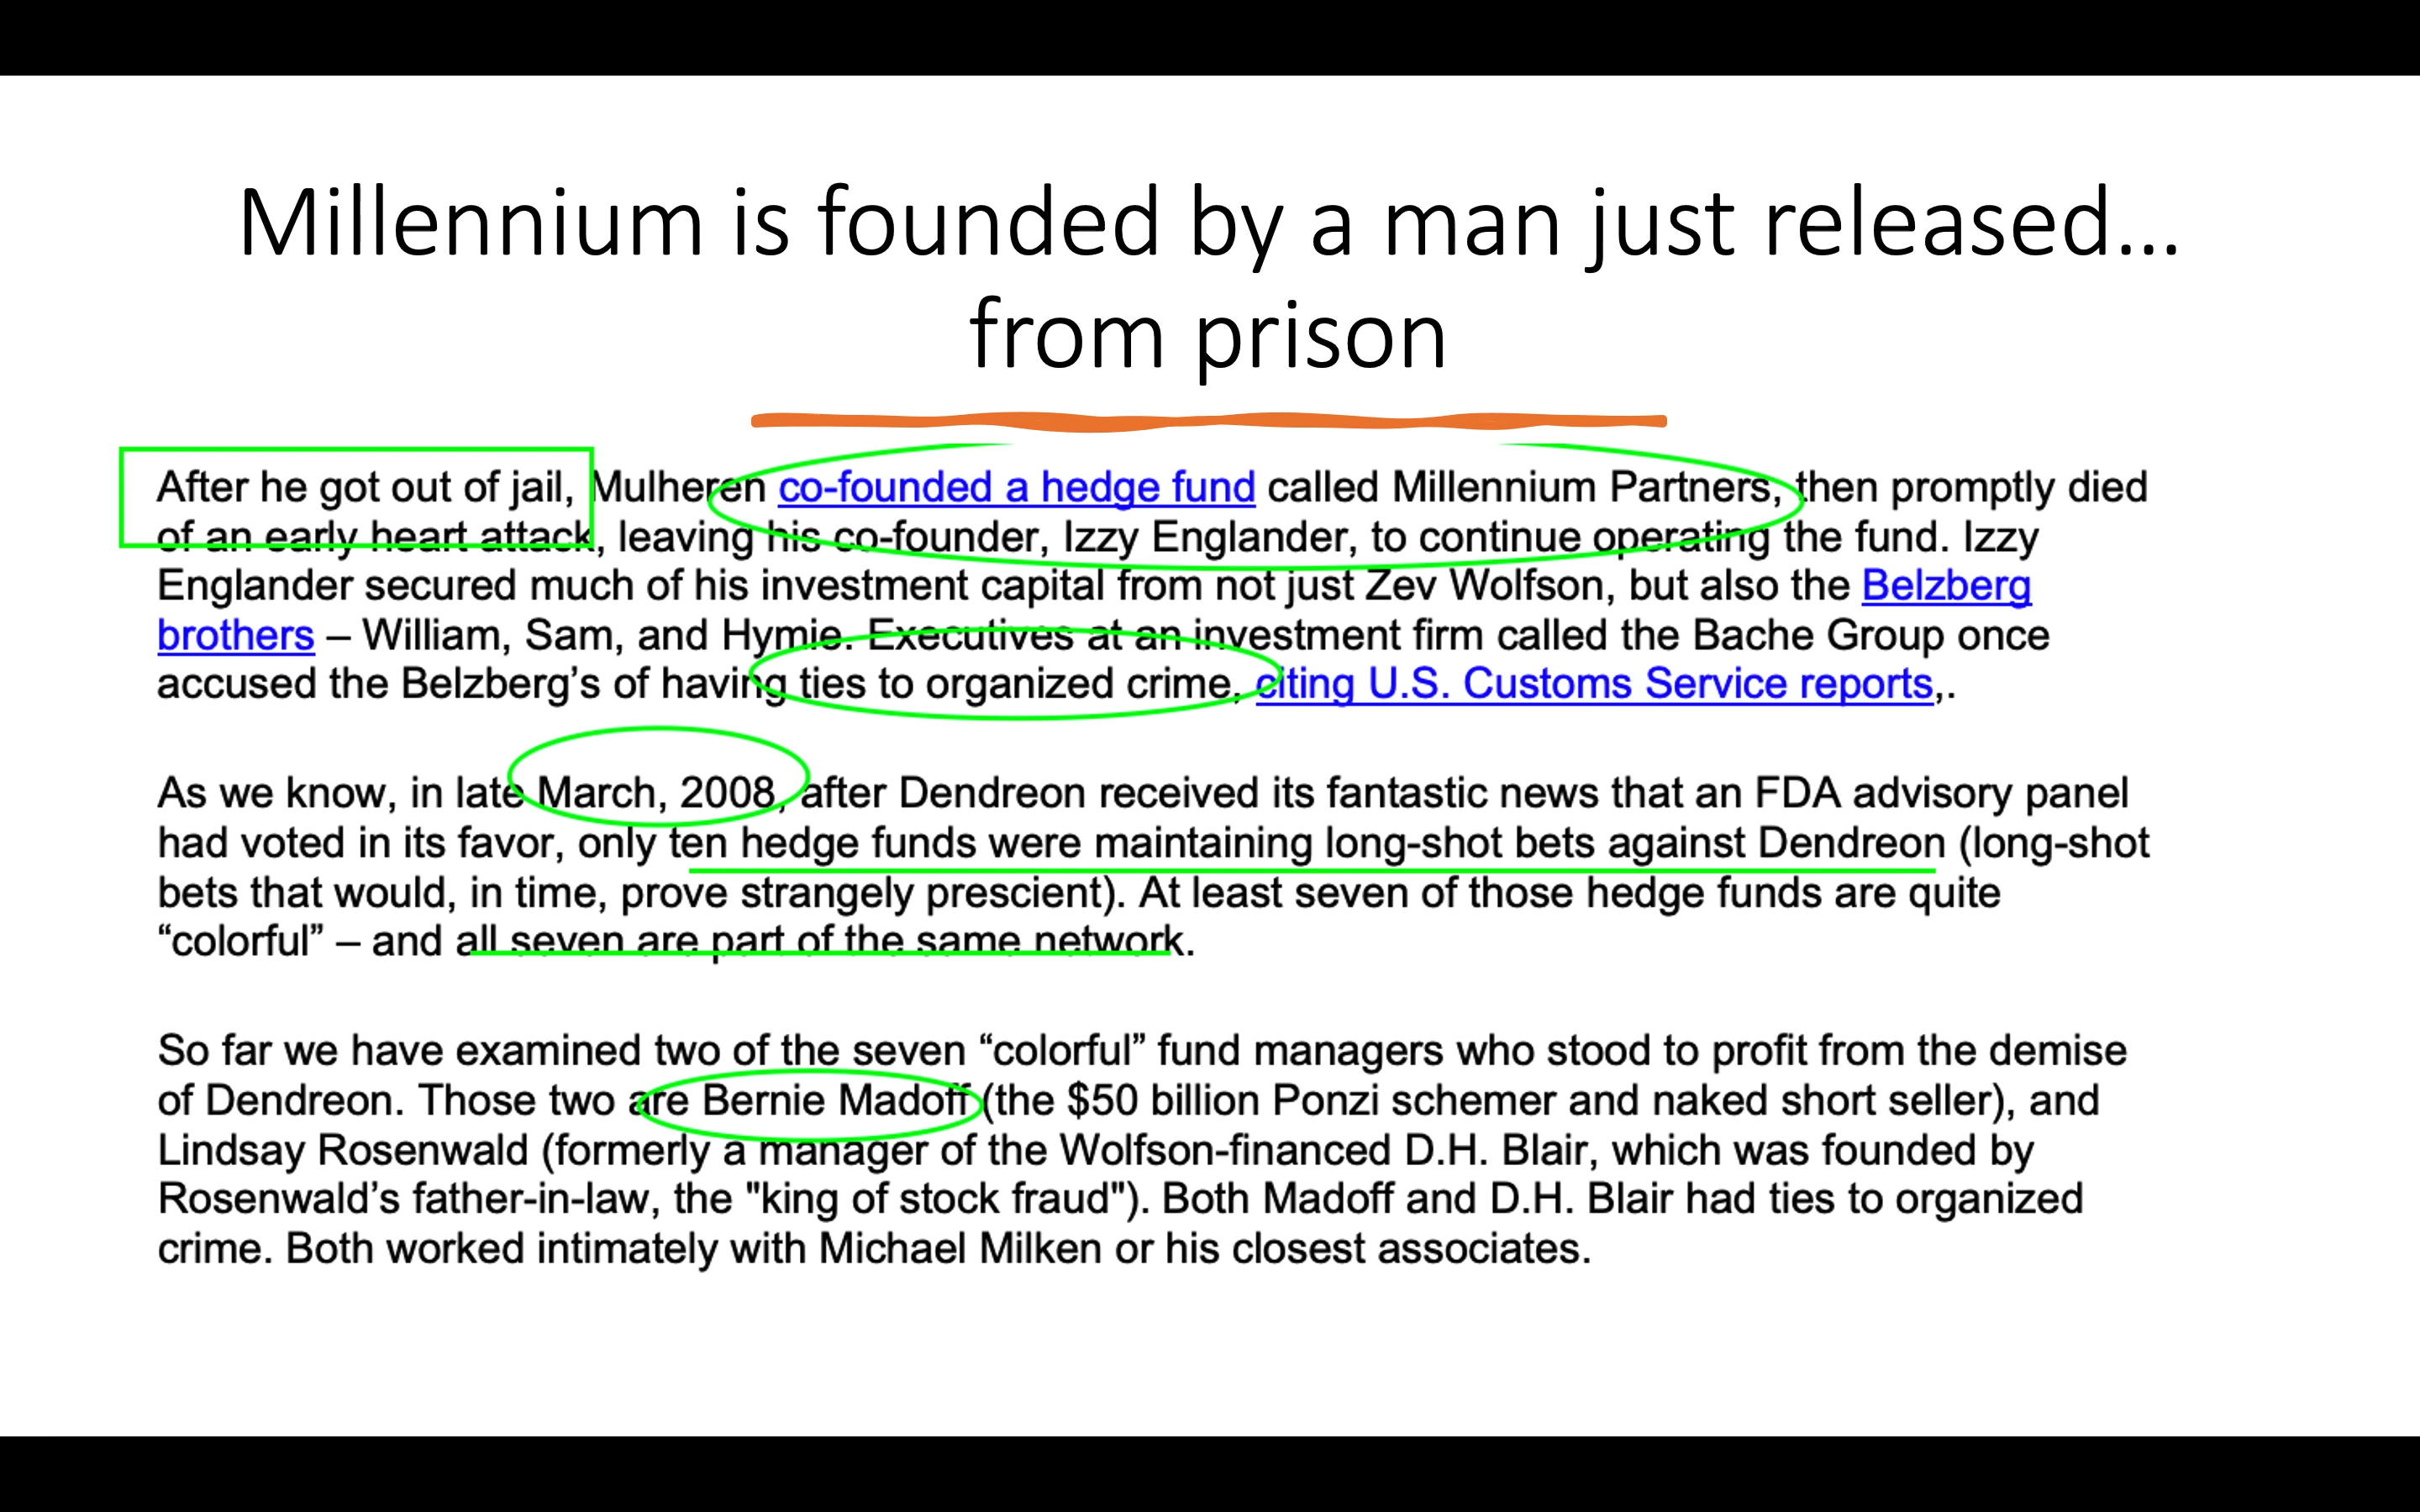 Millennium is founded by a man just released...
from prison
After he got out of jail, Mulheren co-founded a hedge fund called Millennium Partners, then promptly died
of an early heart attack, leaving his co-founder, Izzy Englander, to continue operating the fund. Izzy
Englander secured much of his investment capital from not just Zev Wolfson, but also the Belzberg
brothers – William, Sam, and Hymie. Executives at an investment firm called the Bache Group once
accused the Belzberg’s of having ties to organized crime, citing U.S. Customs Service reports,.
As we know, in late March, 2008, after Dendreon received its fantastic news that an FDA advisory panel
had voted in its favor, only ten hedge funds were maintaining long-shot bets against Dendreon (long-shot
bets that would, in time, prove strangely prescient). At least seven of those hedge funds are quite
“colorful” – and all seven are part of the same network.
So far we have examined two of the seven “colorful” fund managers who stood to profit from the demise
of Dendreon. Those two are Bernie Madoff (the $50 billion Ponzi schemer and naked short seller), and
Lindsay Rosenwald (formerly a manager of the Wolfson-financed D.H. Blair, which was founded by
Rosenwald’s father-in-law, the "king of stock fraud"). Both Madoff and D.H. Blair had ties to organized
crime. Both worked intimately with Michael Milken or his closest associates.